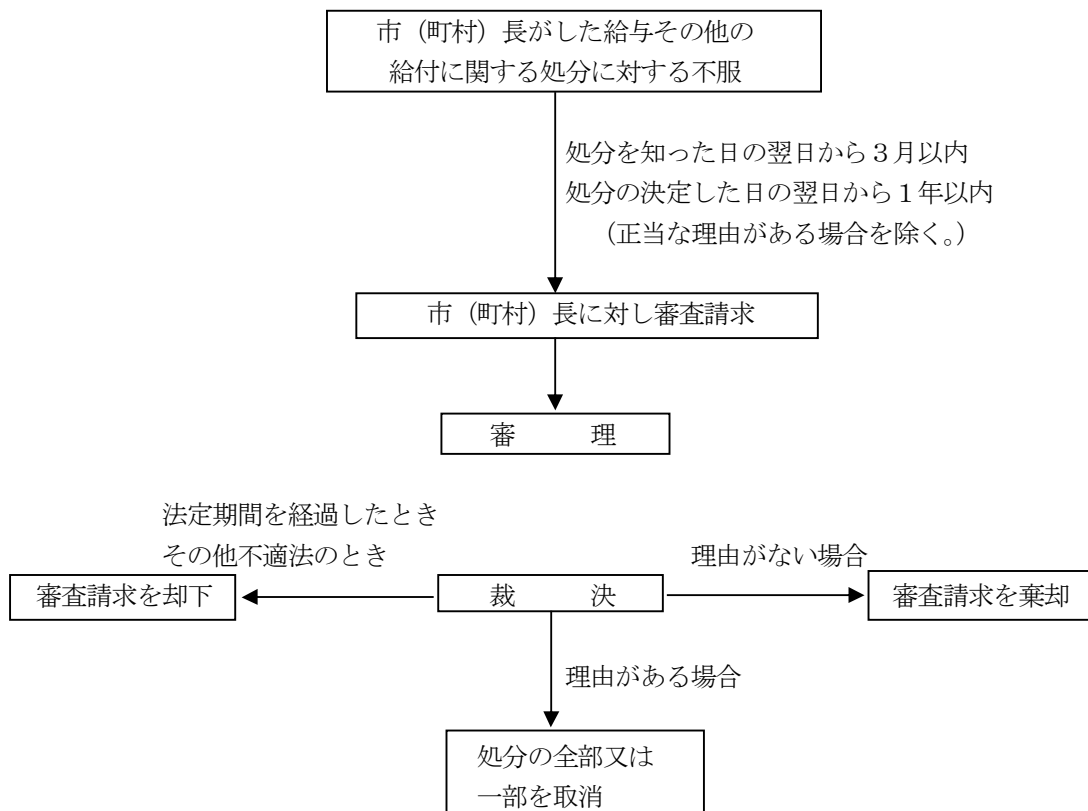 市（町村）長がした給与その他の
給付に関する処分に対する不服
処分を知った日の翌日から３月以内
処分の決定した日の翌日から１年以内
（正当な理由がある場合を除く。）
市（町村）長に対し審査請求
審　　理
法定期間を経過したとき
その他不適法のとき
理由がない場合
審査請求を却下
裁　　決
審査請求を棄却
理由がある場合
処分の全部又は
一部を取消